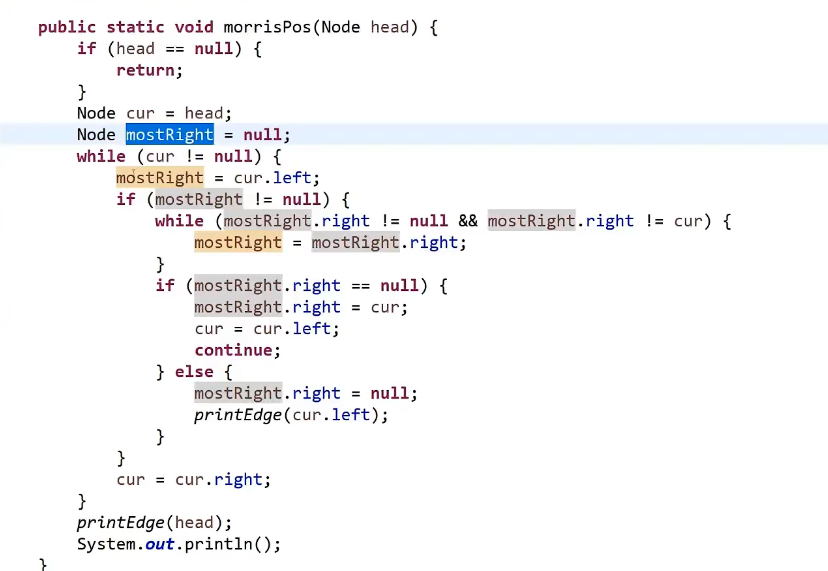 public static void morrisPos(Node head) {
    if (head == null) {
        return;
    }
    Node cur = head;
    Node mostRight = null;
    while (cur != null) {
        mostRight = cur.left;
        if (mostRight != null) {
            while (mostRight.right != null && mostRight.right != cur) {
                mostRight = mostRight.right;
            }
            if (mostRight.right == null) {
                mostRight.right = cur;
                cur = cur.left;
                continue;
            } else {
                mostRight.right = null;
                printEdge(cur.left);
            }
        }
        cur = cur.right;
    }
    printEdge(head);
    System.out.println();
}